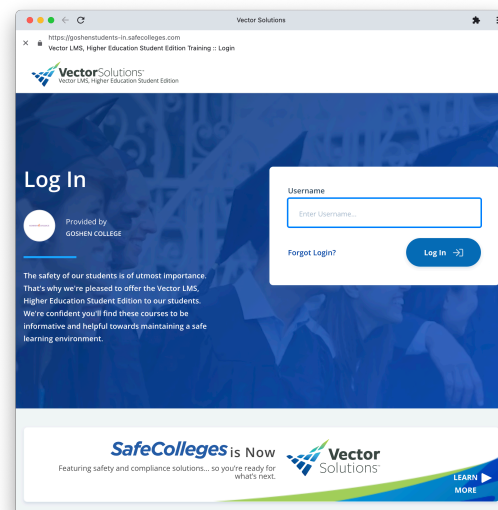 Vector Solutions
https://goshenstudents-in.safecolleges.com
Vector LMS, Higher Education Student Edition Training :: Login
VectorSolutions™
Vector LMS, Higher Education Student Edition
Log In
Provided by
GOSHEN COLLEGE
The safety of our students is of utmost importance.
That's why we're pleased to offer the Vector LMS,
Higher Education Student Edition to our students.
We're confident you'll find these courses to be
informative and helpful towards maintaining a safe
learning environment.
Username
Enter Username...
Forgot Login?
Log In
SafeColleges is Now
Featuring safety and compliance solutions... so you're ready for
what's next.
Vector
Solutions™
LEARN
MORE